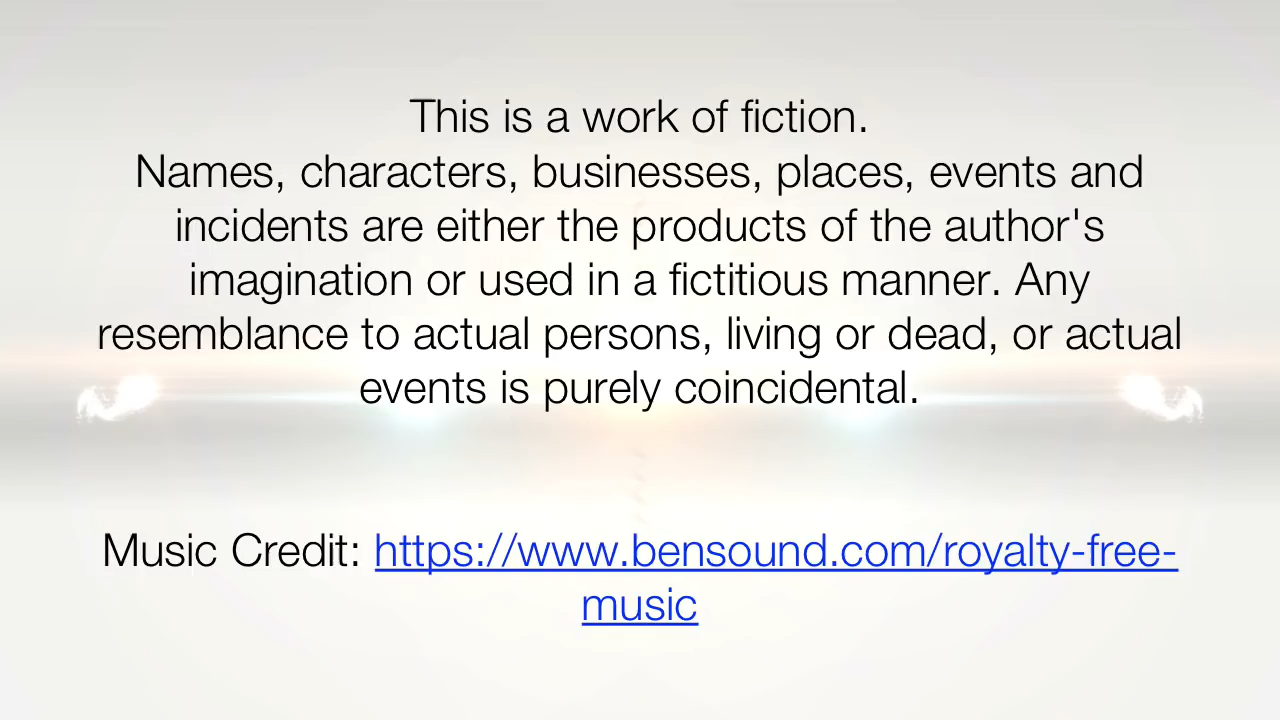 This is a work of fiction.
Names, characters, businesses, places, events and
incidents are either the products of the author's
imagination or used in a fictitious manner. Any
resemblance to actual persons, living or dead, or actual
events is purely coincidental.
Music Credit: https://www.bensound.com/royalty-free-
music